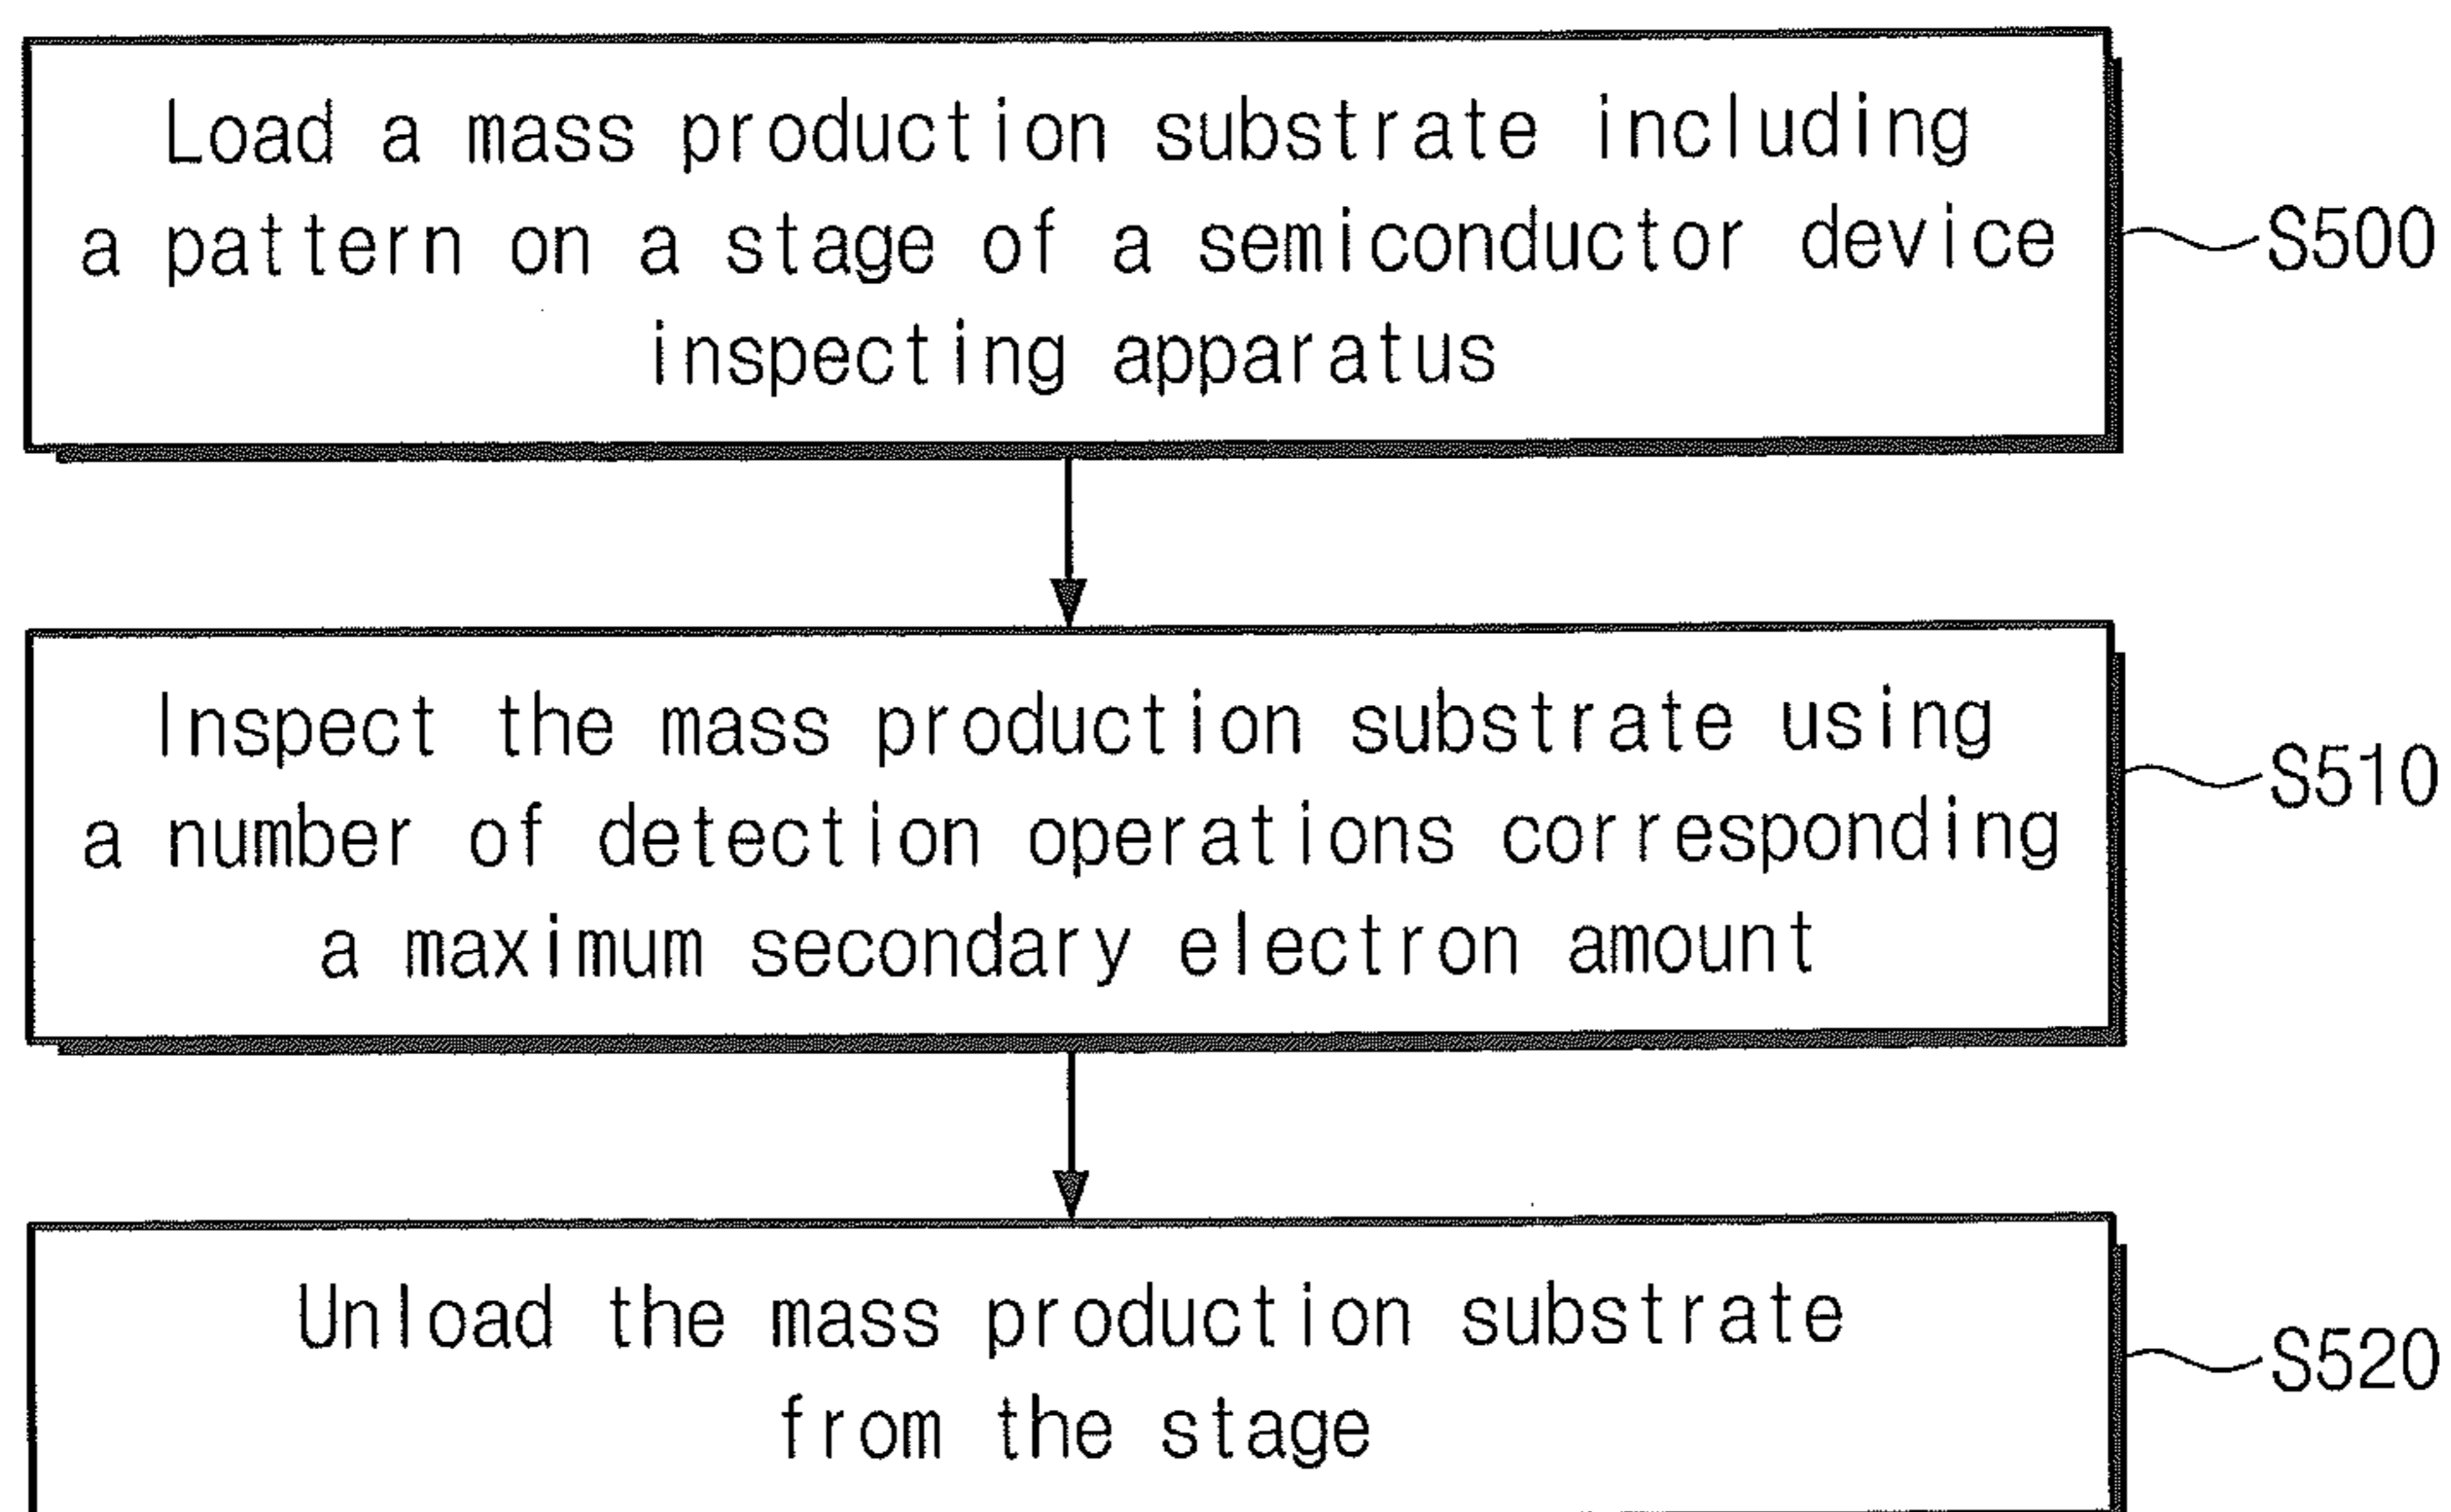 Load a mass production substrate including
a pattern on a stage of a semiconductor device
inspecting apparatus
S500
Inspect the mass production substrate using
a number of detection operations corresponding
a maximum secondary electron amount
S510
Unload the mass production substrate
from the stage
S520